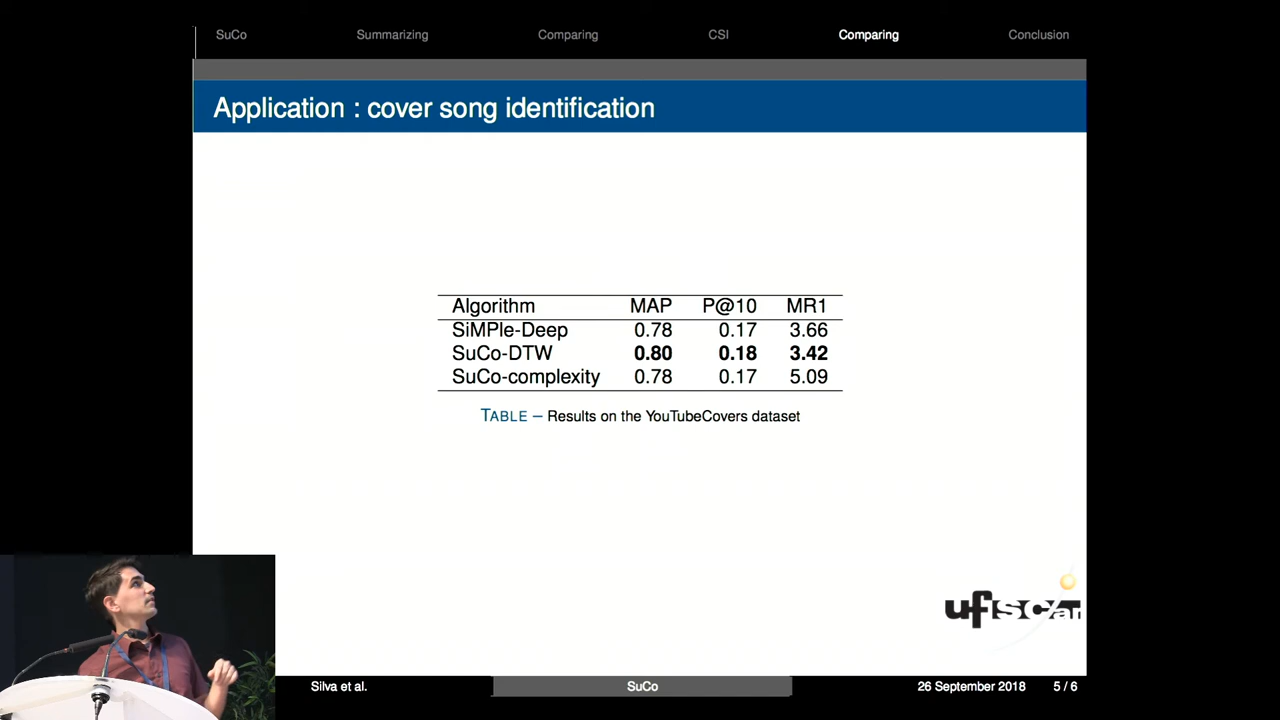 SuCo Summarizing Comparing CSI Comparing Conclusion
Application : cover song identification
Algorithm MAP P@10 MR1
SiMPle-Deep 0.78 0.17 3.66
SuCo-DTW 0.80 0.18 3.42
SuCo-complexity 0.78 0.17 5.09
TABLE – Results on the YouTubeCovers dataset
ufscar
Silva et al. SuCo 26 September 2018 5 / 6